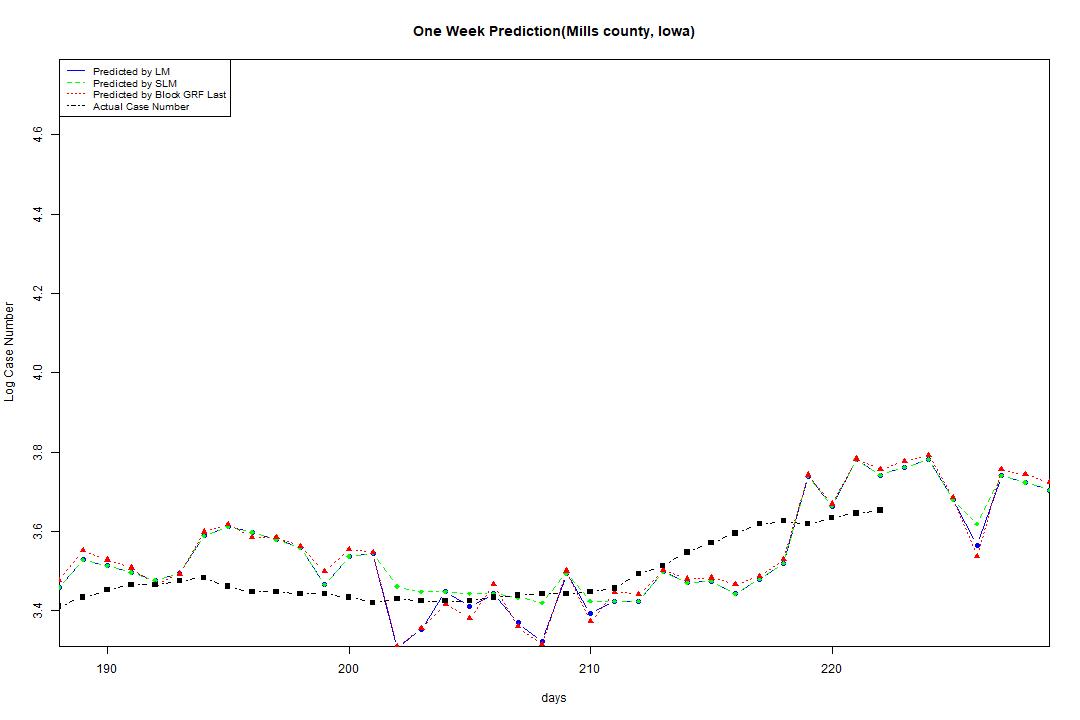 One Week Prediction(Mills county, Iowa)
Predicted by LM
Predicted by SLM
Predicted by Block GRF Last
Actual Case Number
4.6
4.4
4.2
4.0
3.8
3.6
3.4
Log Case Number
190 200 210 220
days